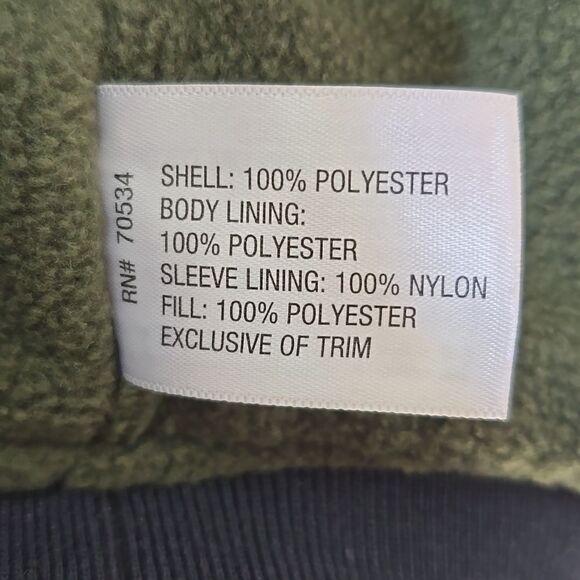 RN# 70534
SHELL: 100% POLYESTER
BODY LINING:
100% POLYESTER
SLEEVE LINING: 100% NYLON
FILL: 100% POLYESTER
EXCLUSIVE OF TRIM